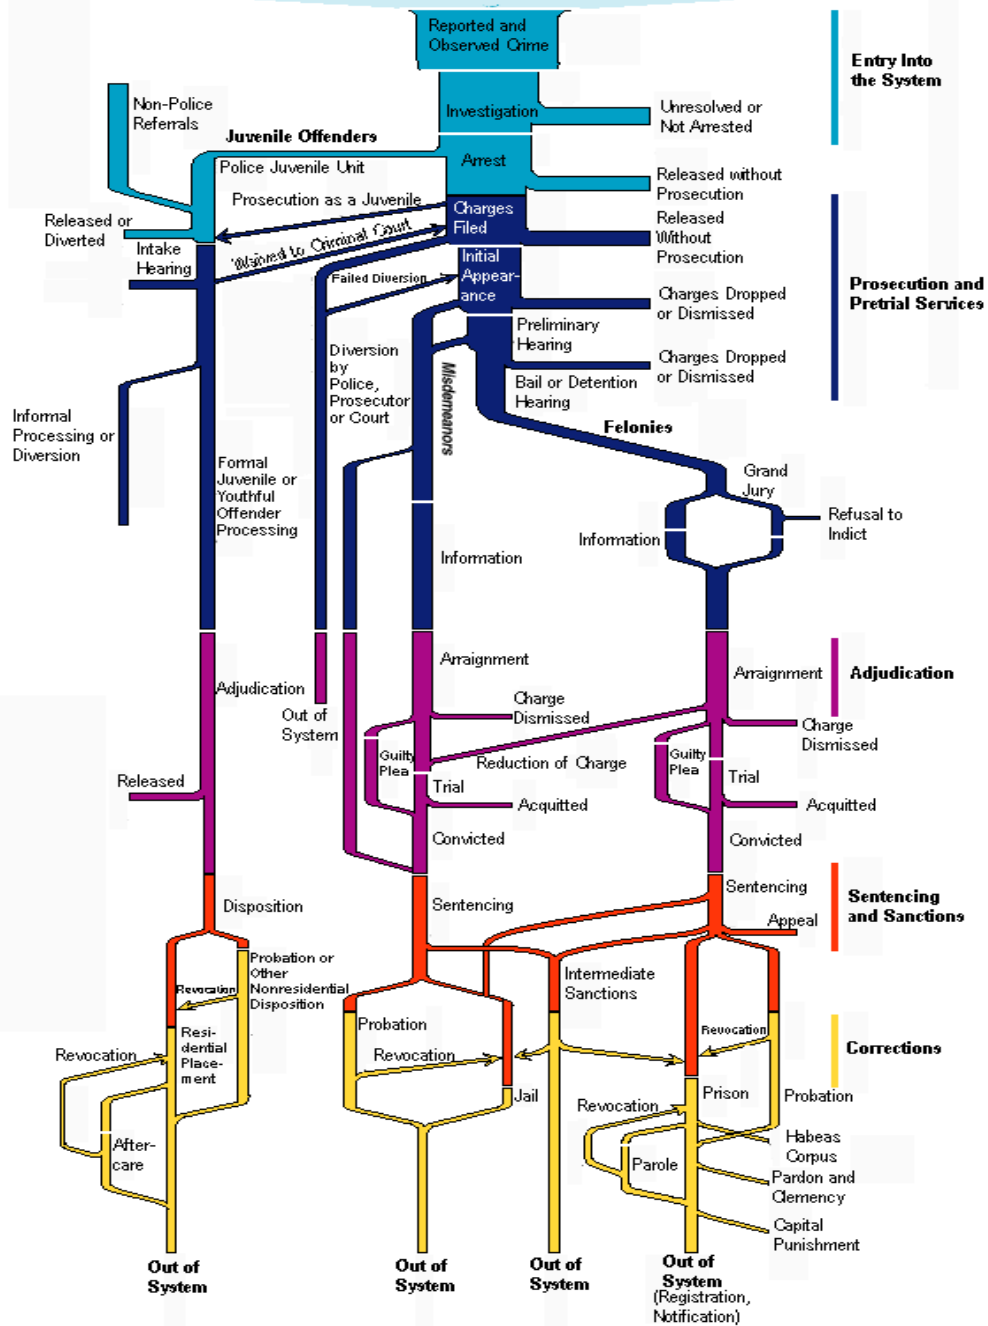 Reported and
Observed Crime
Entry Into
the System
Investigation
Unresolved or
Not Arrested
Non-Police
Referrals
Juvenile Offenders
Police Juvenile Unit
Arrest
Released without
Prosecution
Prosecution as a Juvenile
Charges
Filed
Released
Without
Prosecution
Released or
Diverted
Intake
Hearing
Waived to Criminal Court
Failed Diversion
Initial
Appear-
ance
Prosecution and
Pretrial Services
Charges Dropped
or Dismissed
Preliminary
Hearing
Charges Dropped
or Dismissed
Diversion
by
Police,
Prosecutor
or Court
Misdemeanors
Bail or Detention
Hearing
Felonies
Informal
Processing or
Diversion
Formal
Juvenile or
Youthful
Offender
Processing
Grand
Jury
Refusal to
Indict
Information
Information
Arraignment
Arraignment
Adjudication
Adjudication
Out of
System
Charge
Dismissed
Charge
Dismissed
Guilty
Plea
Reduction of Charge
Guilty
Plea
Released
Trial
Trial
Acquitted
Acquitted
Convicted
Convicted
Disposition
Sentencing
Sentencing
Appeal
Sentencing
and Sanctions
Probation or
Other
Nonresidential
Disposition
Revocation
Intermediate
Sanctions
Probation
Revocation
Revocation
Corrections
Resi-
dential
Place-
ment
Revocation
Jail
Prison
Probation
Revocation
After-
care
Parole
Habeas
Corpus
Pardon and
Clemency
Capital
Punishment
Out of
System
Out of
System
Out of
System
Out of
System
(Registration,
Notification)